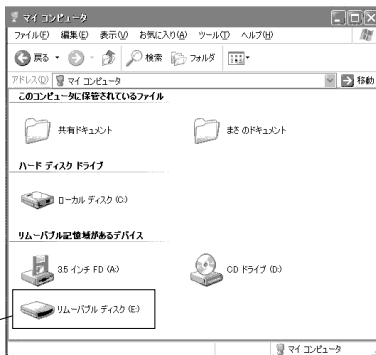 マイ コンピュータ
ファイル(F) 編集(E) 表示(V) お気に入り(A) ツール(T) ヘルプ(H)
戻る 検索 フォルダ
アドレス(D) マイ コンピュータ 移動
このコンピュータに保管されているファイル
共有ドキュメント まさ のドキュメント
ハード ディスク ドライブ
ローカル ディスク (C:)
リムーバブル記憶域があるデバイス
3.5 インチ FD (A:) CD ドライブ (D:)
リムーバブル ディスク (E:)
マイ コンピュータ